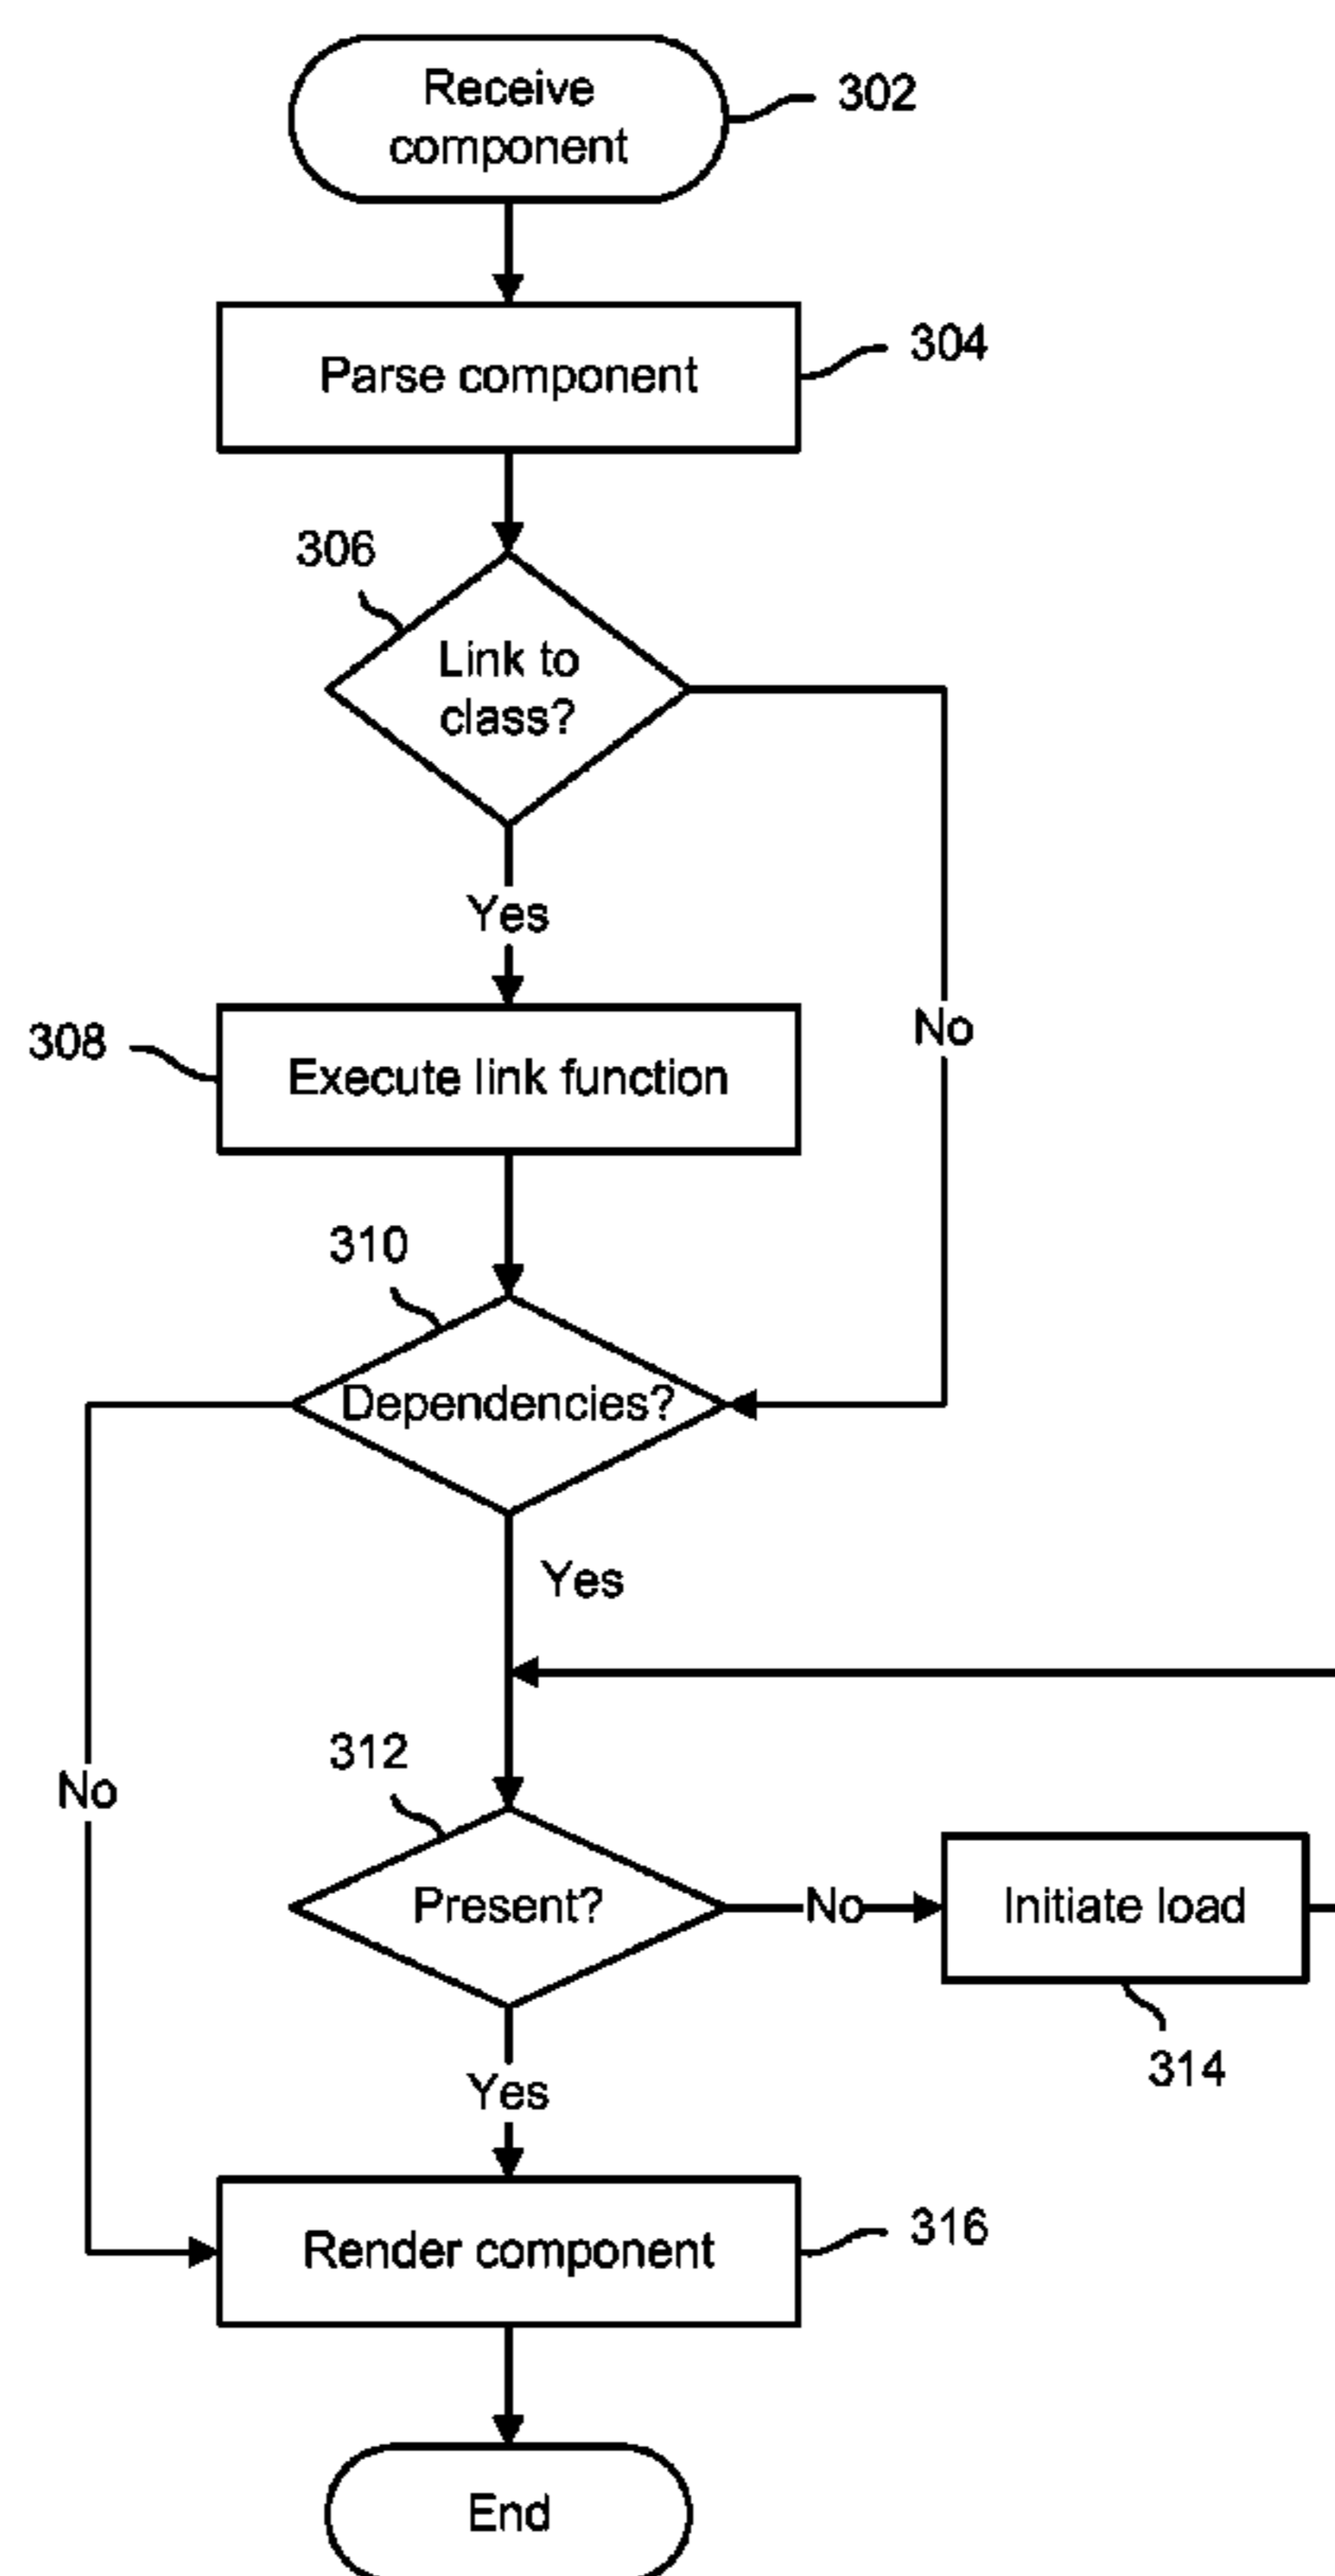 Receive
component
302
Parse component
304
306
Link to
class?
Yes
No
308
Execute link function
310
Dependencies?
Yes
No
312
Present?
No
Initiate load
314
Yes
Render component
316
End